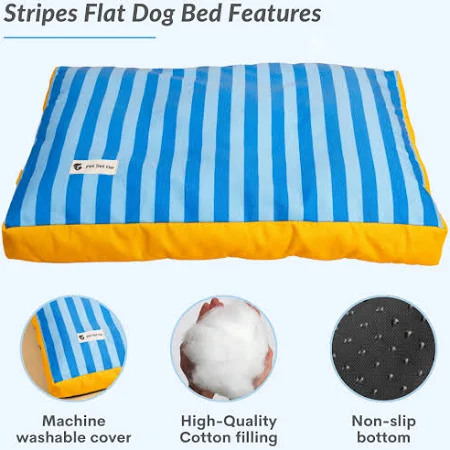 Stripes Flat Dog Bed Features
Machine
washable cover
High-Quality
Cotton filling
Non-slip
bottom